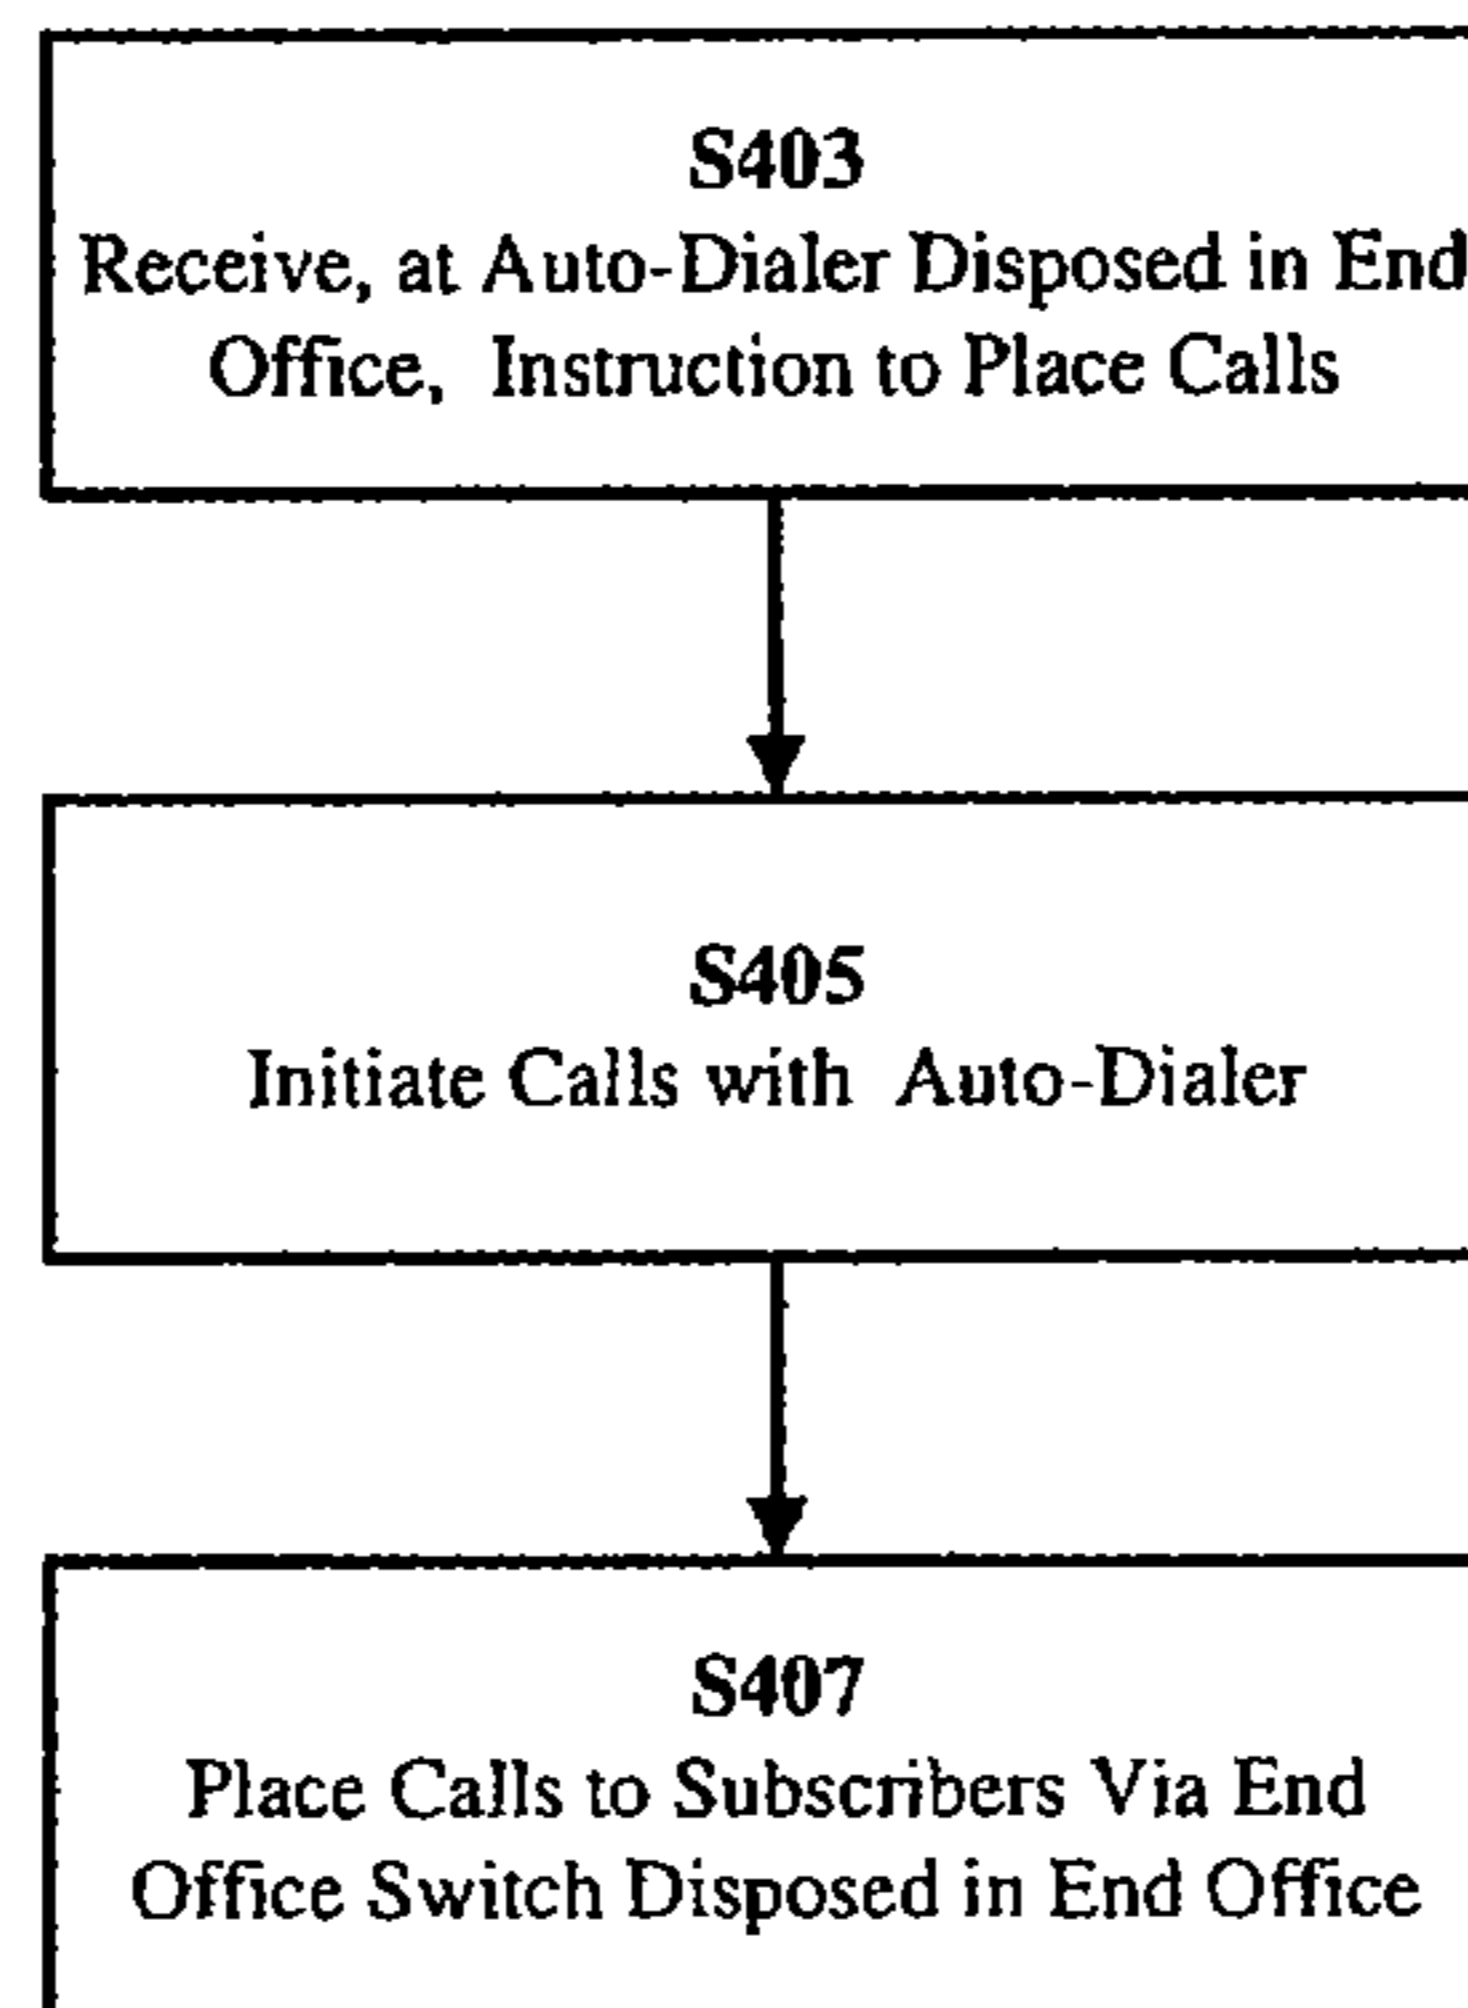 S403
Receive, at Auto-Dialer Disposed in End
Office, Instruction to Place Calls
S405
Initiate Calls with Auto-Dialer
S407
Place Calls to Subscribers Via End
Office Switch Disposed in End Office